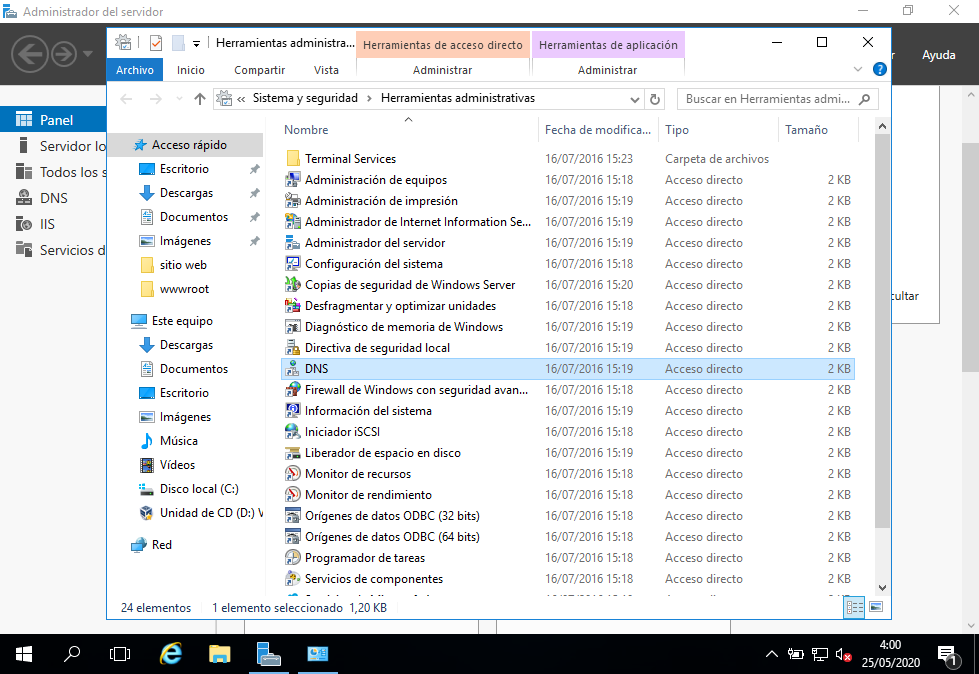 Administrador del servidor
Herramientas administra...
Herramientas de acceso directo
Herramientas de aplicación
Archivo
Inicio
Compartir
Vista
Administrar
Administrar
r
Ayuda
« Sistema y seguridad > Herramientas administrativas
Buscar en Herramientas admi...
Panel
Servidor lo
Todos los s
DNS
IIS
Servicios d
Acceso rápido
Escritorio
Descargas
Documentos
Imágenes
sitio web
wwwroot
Este equipo
Descargas
Documentos
Escritorio
Imágenes
Música
Vídeos
Disco local (C:)
Unidad de CD (D:) V
Red
Nombre Fecha de modifica... Tipo Tamaño
Terminal Services 16/07/2016 15:23 Carpeta de archivos
Administración de equipos 16/07/2016 15:18 Acceso directo 2 KB
Administración de impresión 16/07/2016 15:19 Acceso directo 2 KB
Administrador de Internet Information Se... 16/07/2016 15:19 Acceso directo 2 KB
Administrador del servidor 16/07/2016 15:19 Acceso directo 2 KB
Configuración del sistema 16/07/2016 15:18 Acceso directo 2 KB
Copias de seguridad de Windows Server 16/07/2016 15:20 Acceso directo 2 KB
Desfragmentar y optimizar unidades 16/07/2016 15:18 Acceso directo 2 KB
Diagnóstico de memoria de Windows 16/07/2016 15:19 Acceso directo 2 KB
Directiva de seguridad local 16/07/2016 15:19 Acceso directo 2 KB
DNS 16/07/2016 15:19 Acceso directo 2 KB
Firewall de Windows con seguridad avan... 16/07/2016 15:18 Acceso directo 2 KB
Información del sistema 16/07/2016 15:19 Acceso directo 2 KB
Iniciador iSCSI 16/07/2016 15:18 Acceso directo 2 KB
Liberador de espacio en disco 16/07/2016 15:19 Acceso directo 2 KB
Monitor de recursos 16/07/2016 15:18 Acceso directo 2 KB
Monitor de rendimiento 16/07/2016 15:18 Acceso directo 2 KB
Orígenes de datos ODBC (32 bits) 16/07/2016 15:18 Acceso directo 2 KB
Orígenes de datos ODBC (64 bits) 16/07/2016 15:18 Acceso directo 2 KB
Programador de tareas 16/07/2016 15:18 Acceso directo 2 KB
Servicios de componentes 16/07/2016 15:18 Acceso directo 2 KB
cultar
24 elementos 1 elemento seleccionado 1,20 KB
4:00
25/05/2020
1